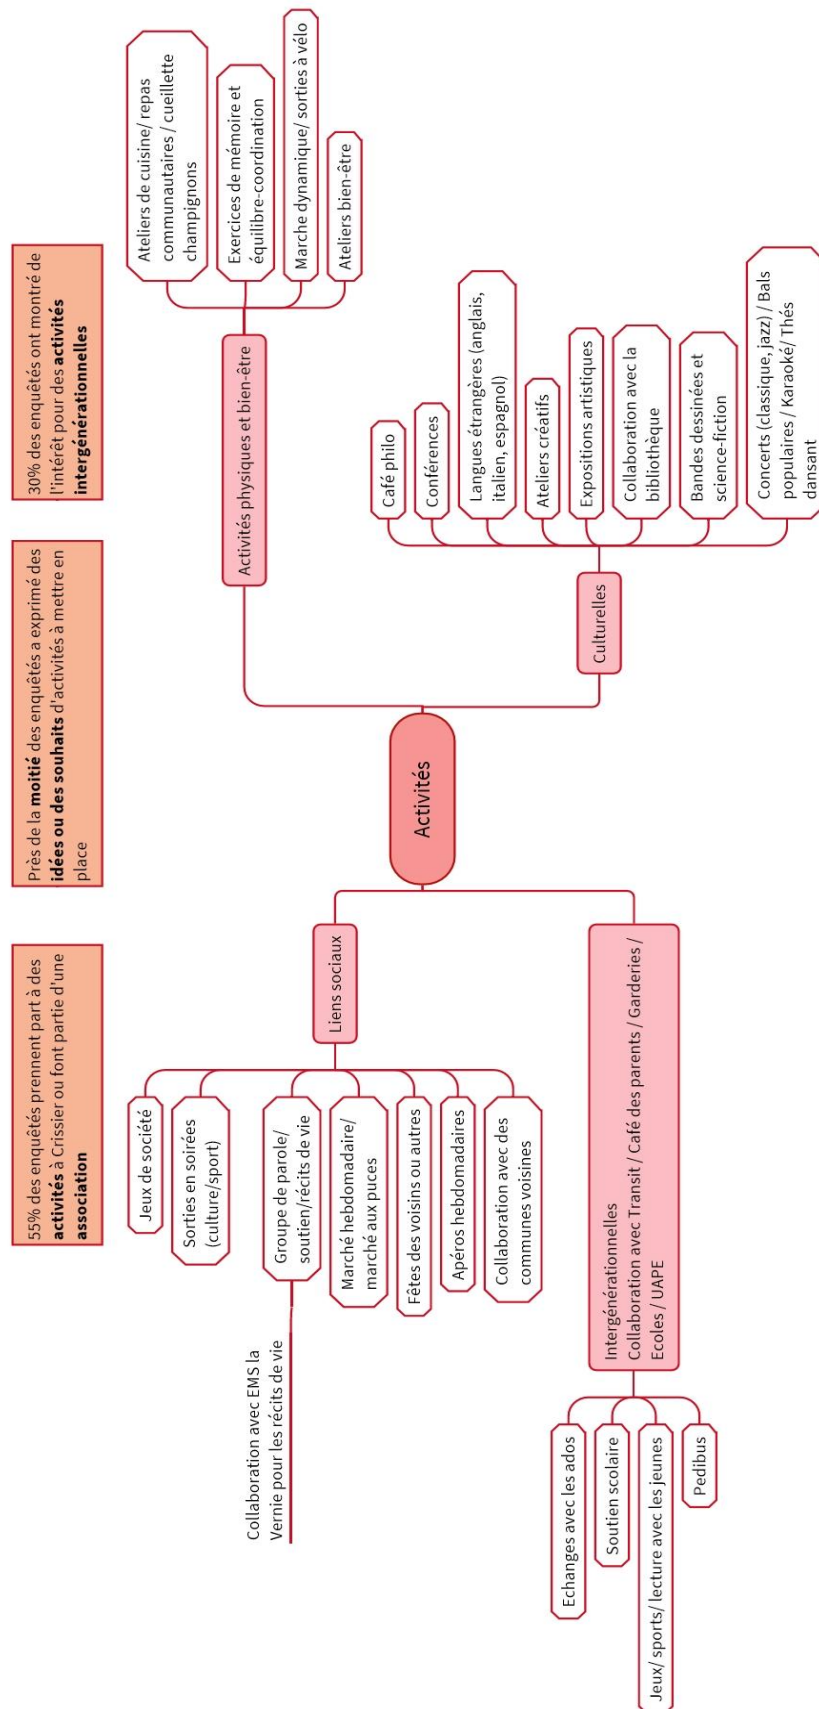 55% des enquêtés prennent part à des
activités à Crissier ou font partie d'une
association
Près de la moitié des enquêtés a exprimé des
idées ou des souhaits d'activités à mettre en
place
30% des enquêtés ont montré de
l'intérêt pour des activités
intergénérationnelles
Activités
Liens sociaux
Jeux de société
Sorties en soirées
(culture/sport)
Groupe de parole/
soutien/récits de vie
Collaboration avec EMS la
Vernie pour les récits de vie
Marché hebdomadaire/
marché aux puces
Fêtes des voisins ou autres
Apéros hebdomadaires
Collaboration avec des
communes voisines
Intergénérationnelles
Collaboration avec Transit / Café des parents / Garderies /
Ecoles / UAPE
Echanges avec les ados
Soutien scolaire
Jeux/ sports/ lecture avec les jeunes
Pedibus
Activités physiques et bien-être
Ateliers de cuisine/ repas
communautaires / cueillette
champignons
Exercices de mémoire et
équilibre-coordination
Marche dynamique/ sorties à vélo
Ateliers bien-être
Culturelles
Café philo
Conférences
Langues étrangères (anglais,
italien, espagnol)
Ateliers créatifs
Expositions artistiques
Collaboration avec la
bibliothèque
Bandes dessinées et
science-fiction
Concerts (classique, jazz) / Bals
populaires / Karaoké/ Thés
dansant